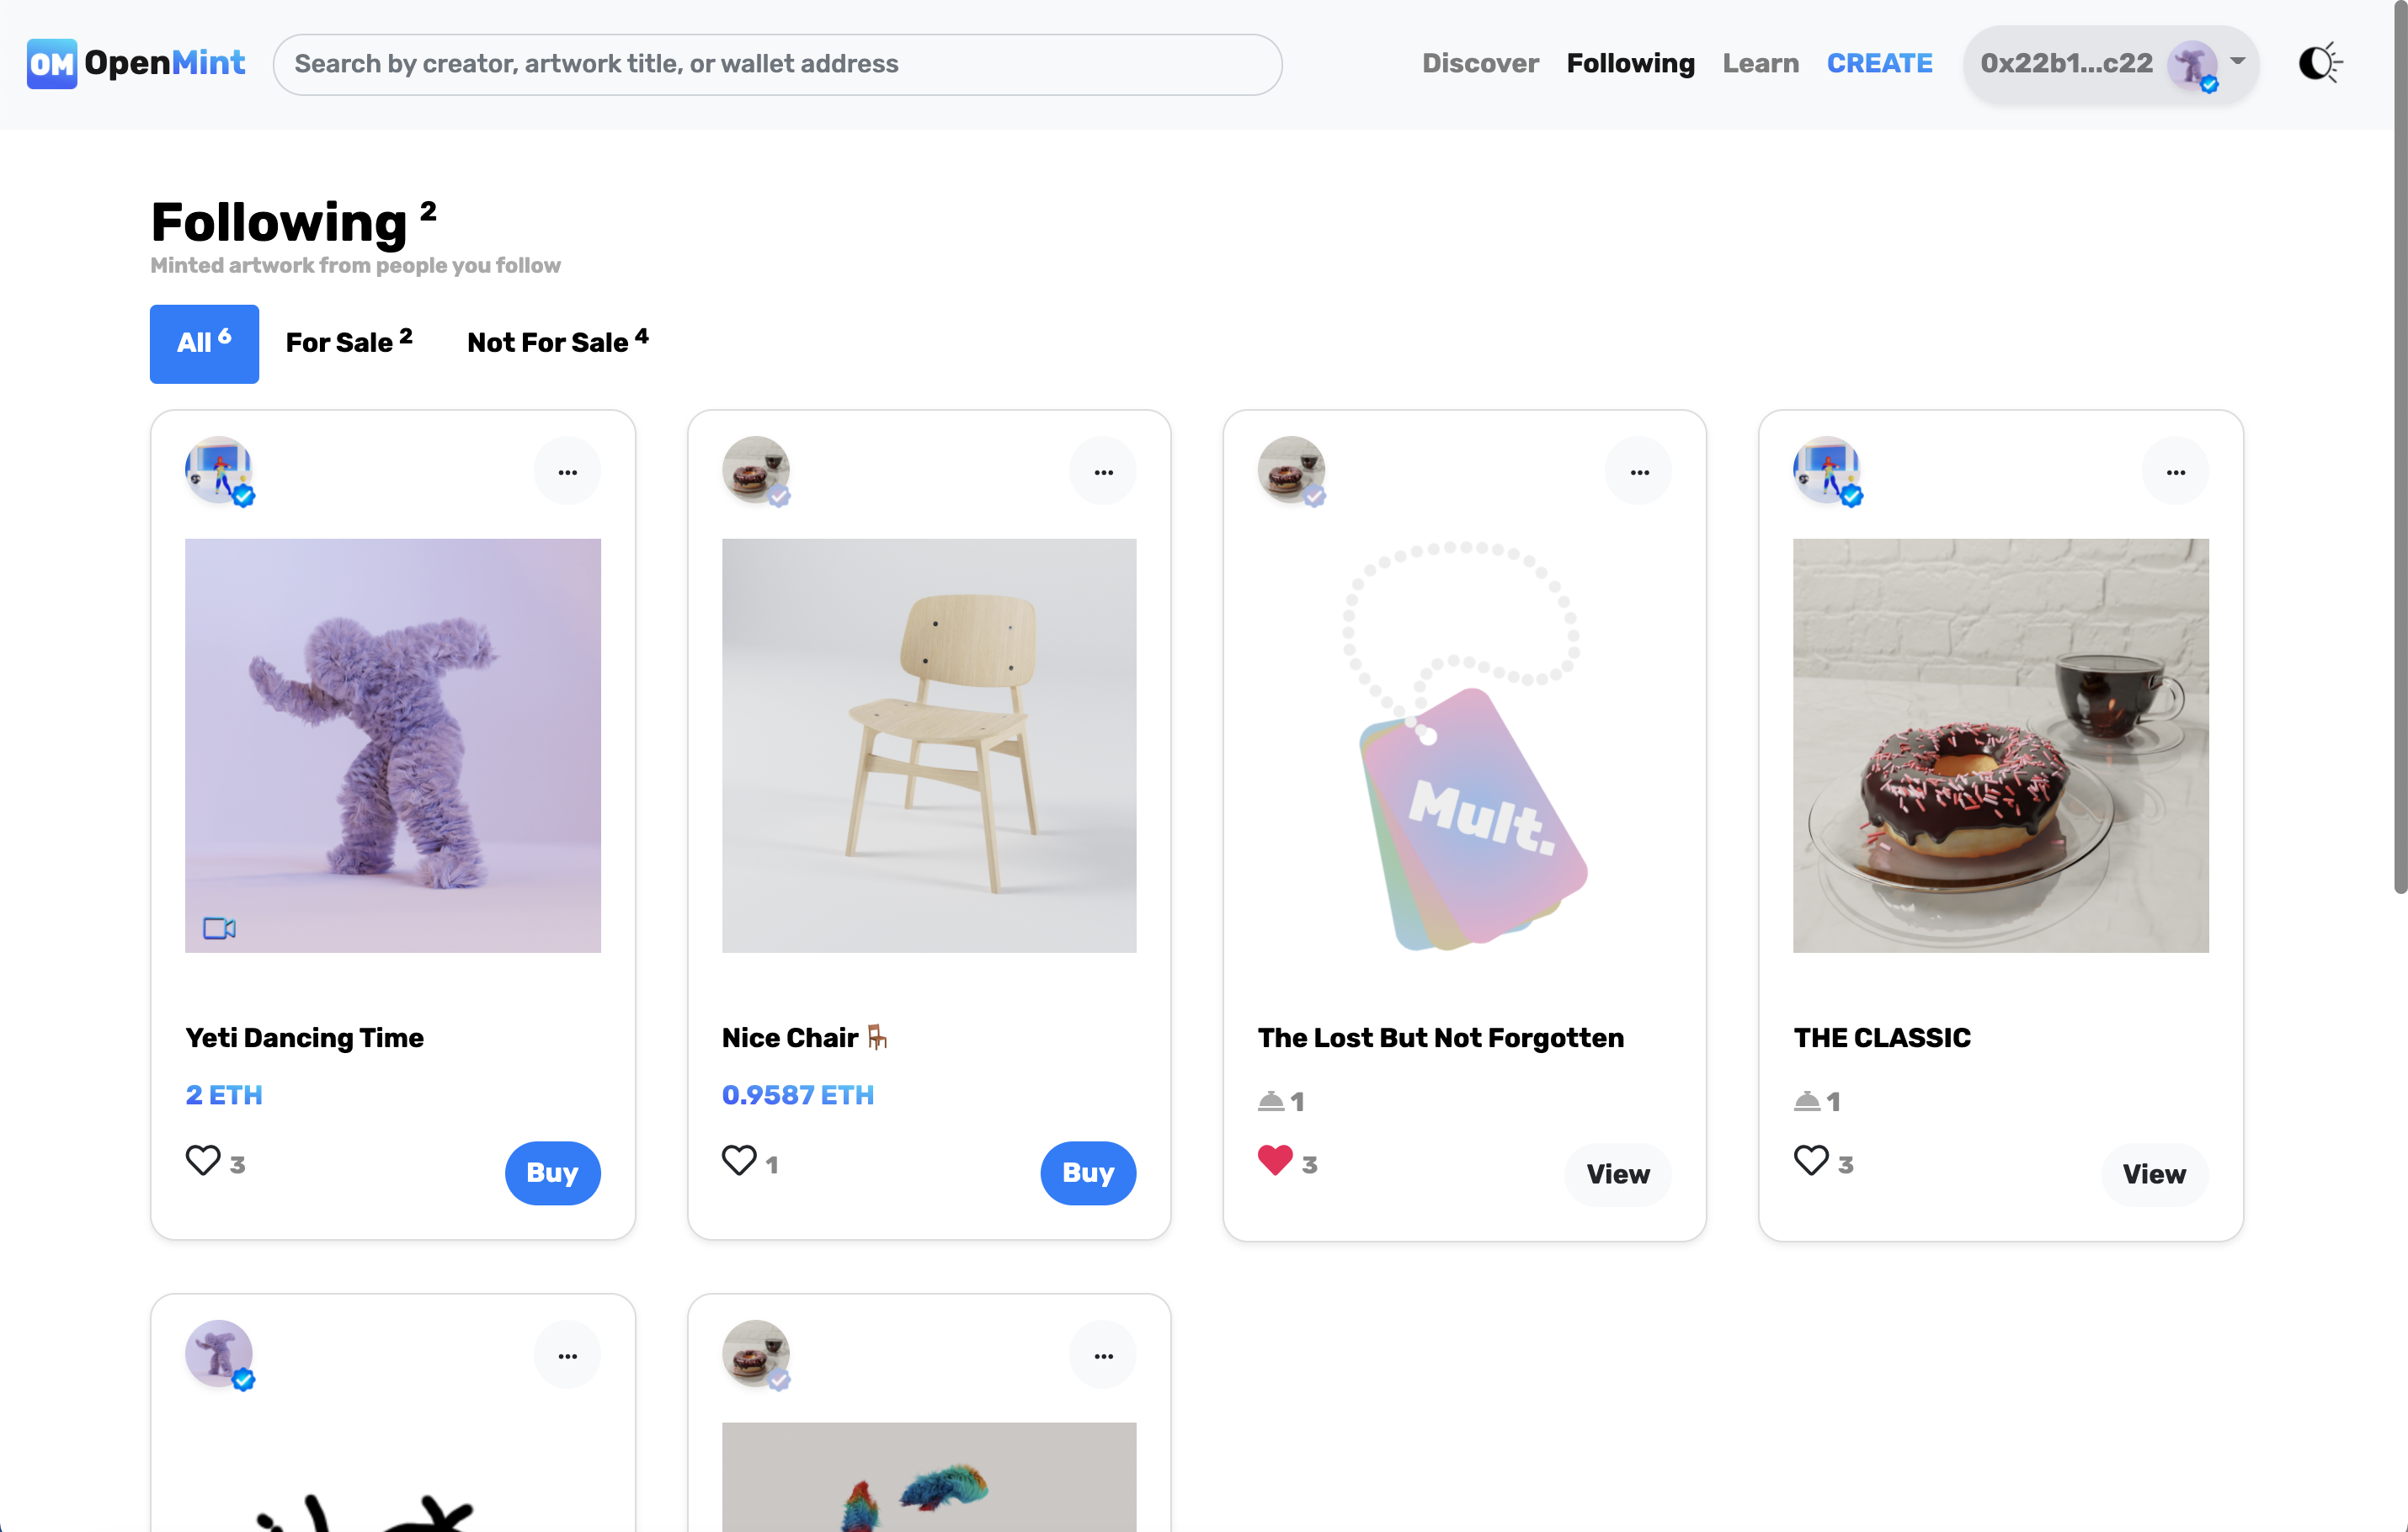 OM OpenMint
Search by creator, artwork title, or wallet address
Discover Following Learn CREATE 0x22b1...c22
Following 2
Minted artwork from people you follow
All 6 For Sale 2 Not For Sale 4
...
...
...
...
Mult.
Yeti Dancing Time
Nice Chair 🪑
The Lost But Not Forgotten
THE CLASSIC
2 ETH
0.9587 ETH
1
1
3 Buy
1 Buy
3 View
3 View
...
...